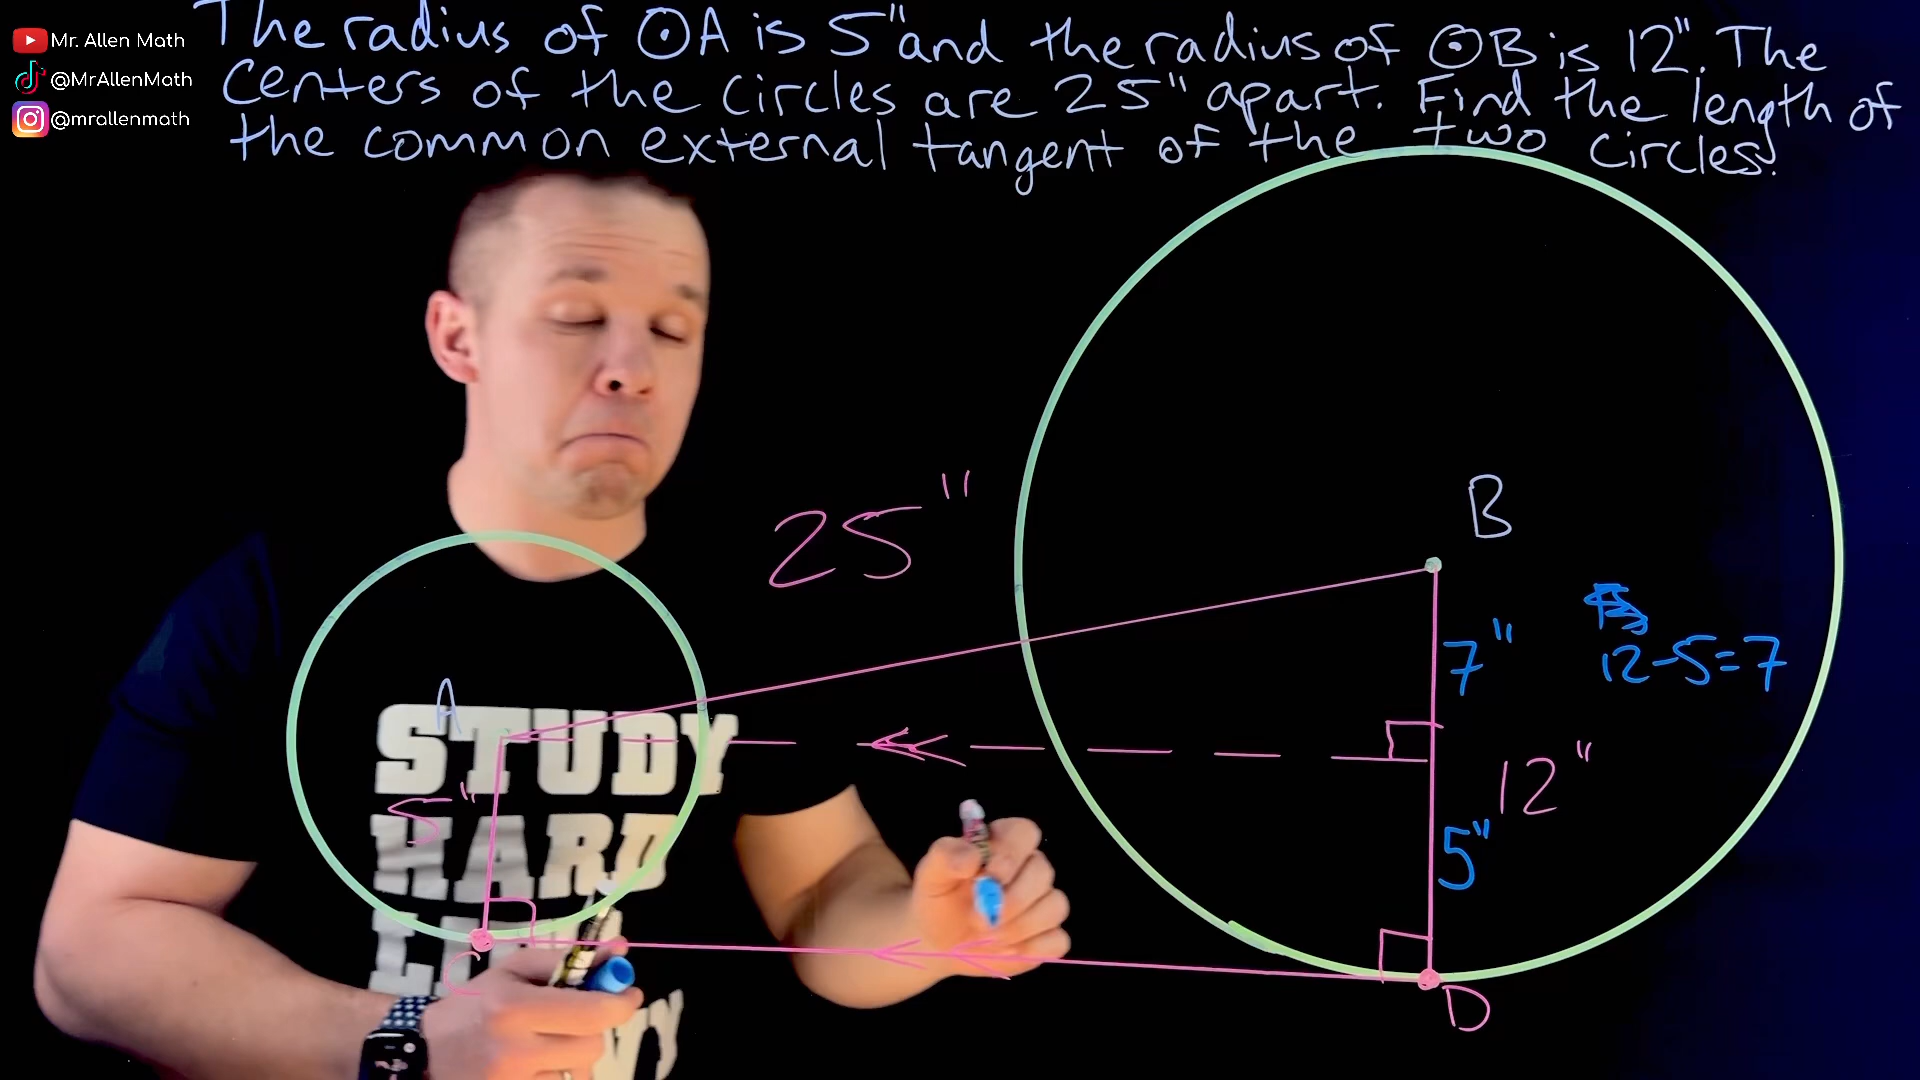 Mr. Allen Math
@MrAllenMath
@mrallenmath
The radius of ⊙A is 5" and the radius of ⊙B is 12". The
centers of the circles are 25" apart. Find the length of
the common external tangent of the two circles.
25"
B
7"
12-5=7
A
STUDY
5"
12"
HARD
5"
C
D